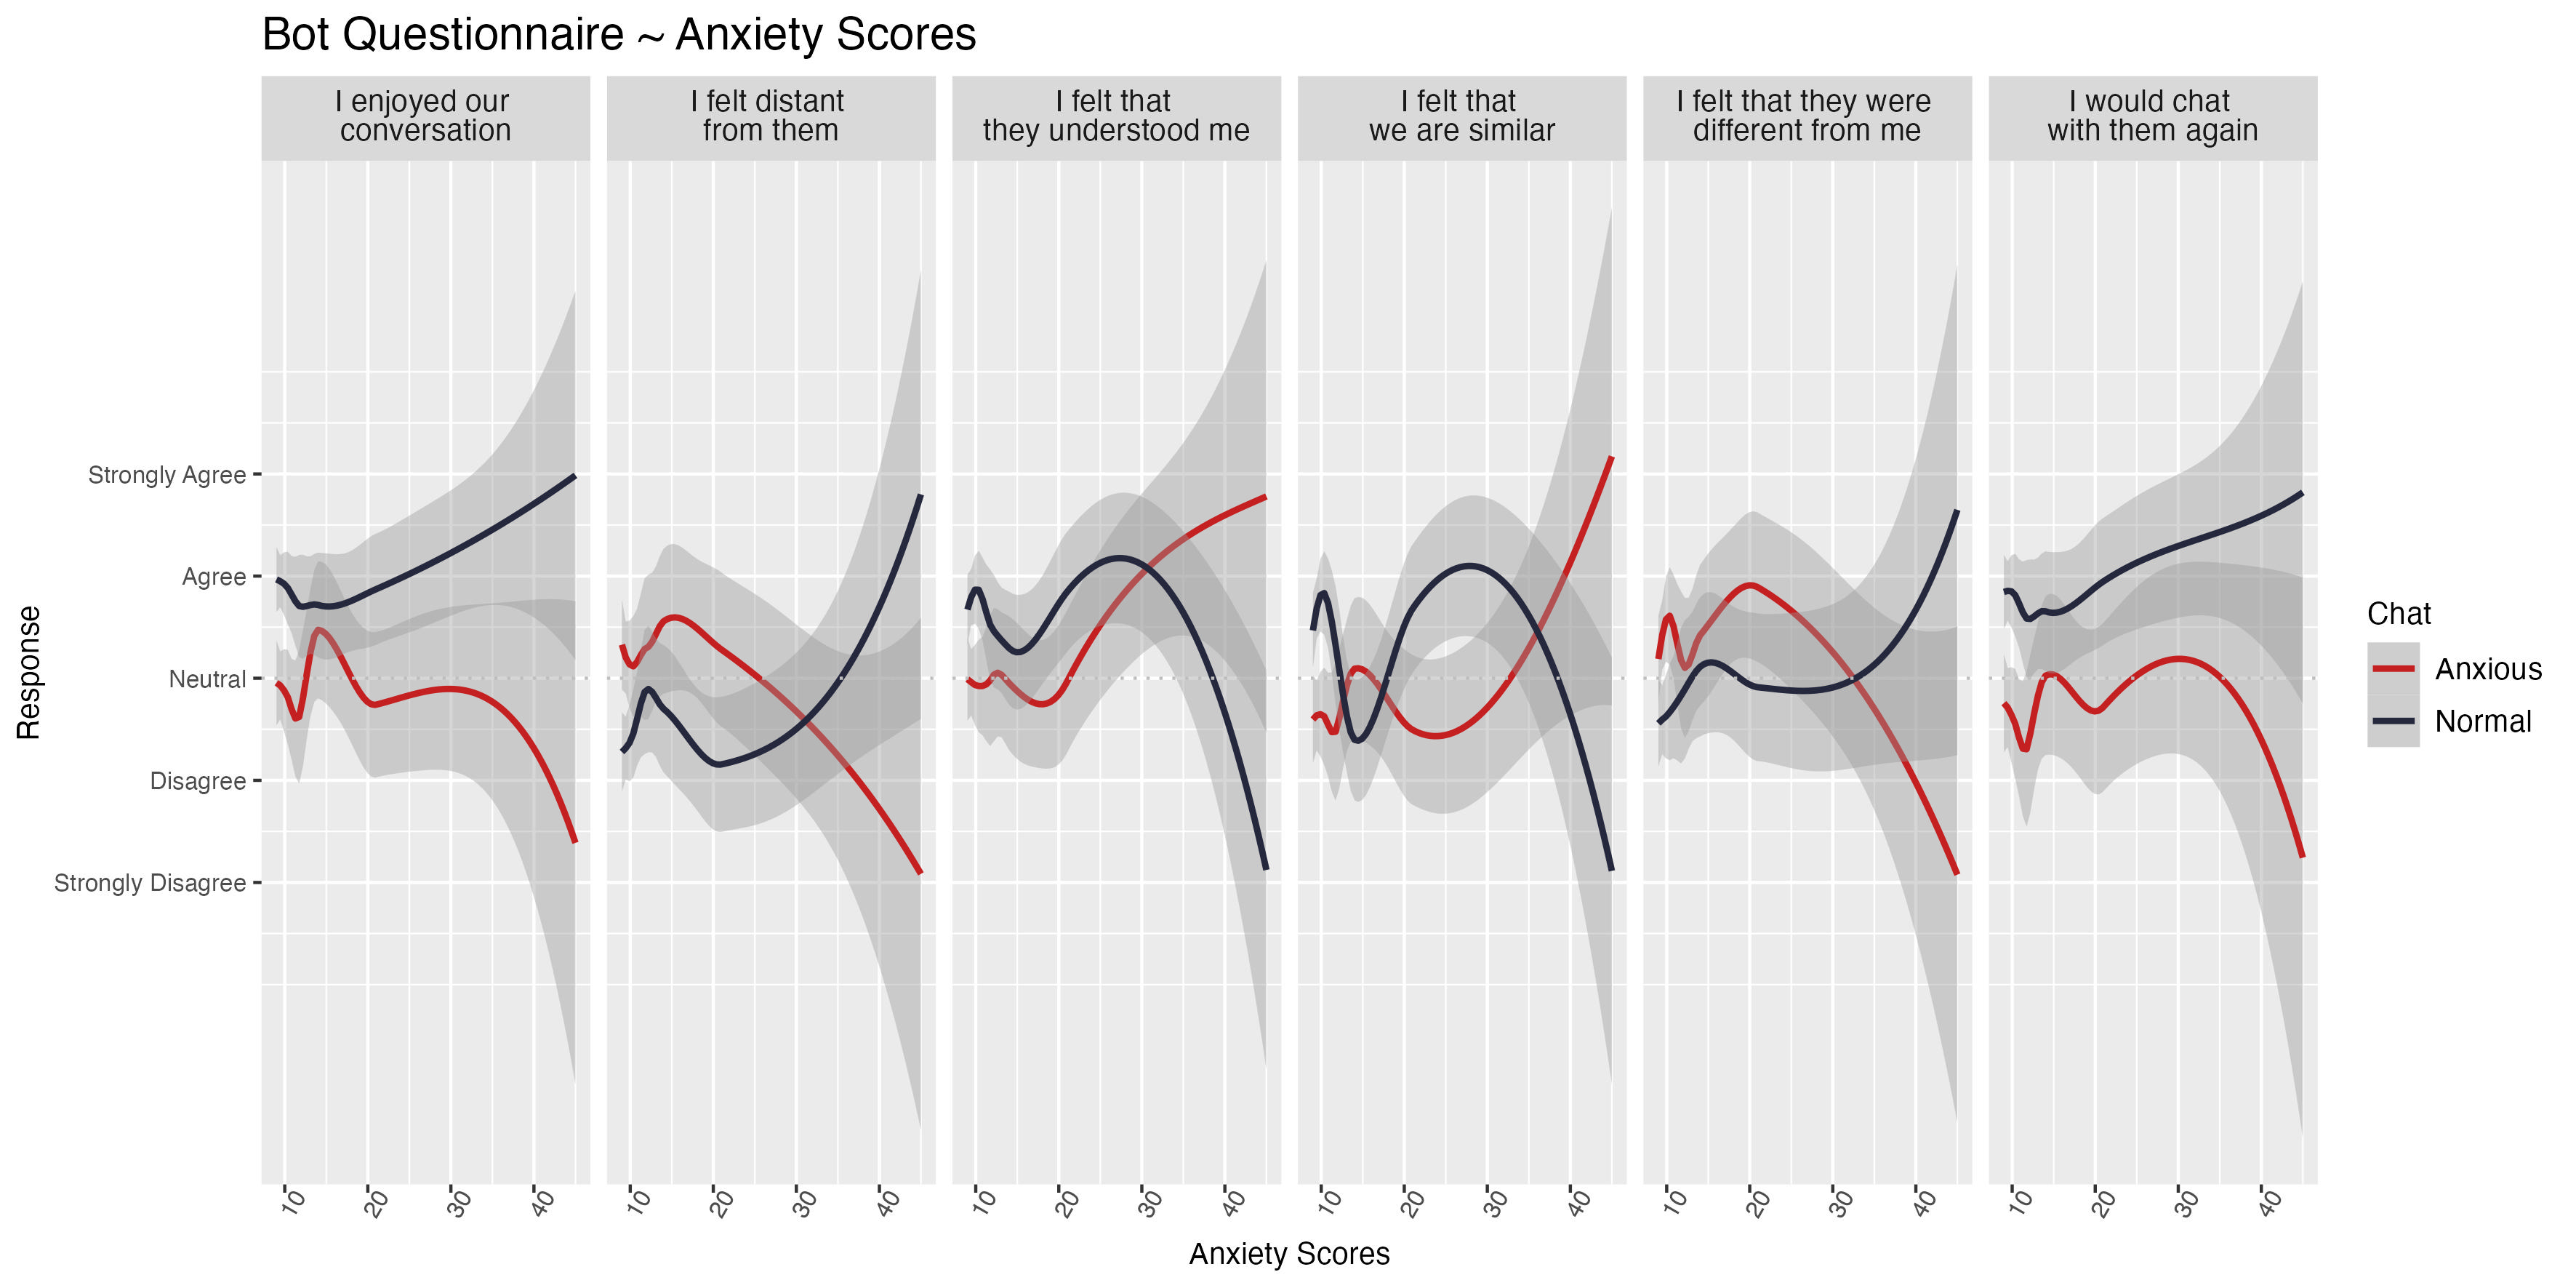 Bot Questionnaire ~ Anxiety Scores
I enjoyed our
conversation
I felt distant
from them
I felt that
they understood me
I felt that
we are similar
I felt that they were
different from me
I would chat
with them again
Response
Strongly Agree
Agree
Neutral
Disagree
Strongly Disagree
10 20 30 40
10 20 30 40
10 20 30 40
10 20 30 40
10 20 30 40
10 20 30 40
Anxiety Scores
Chat
Anxious
Normal